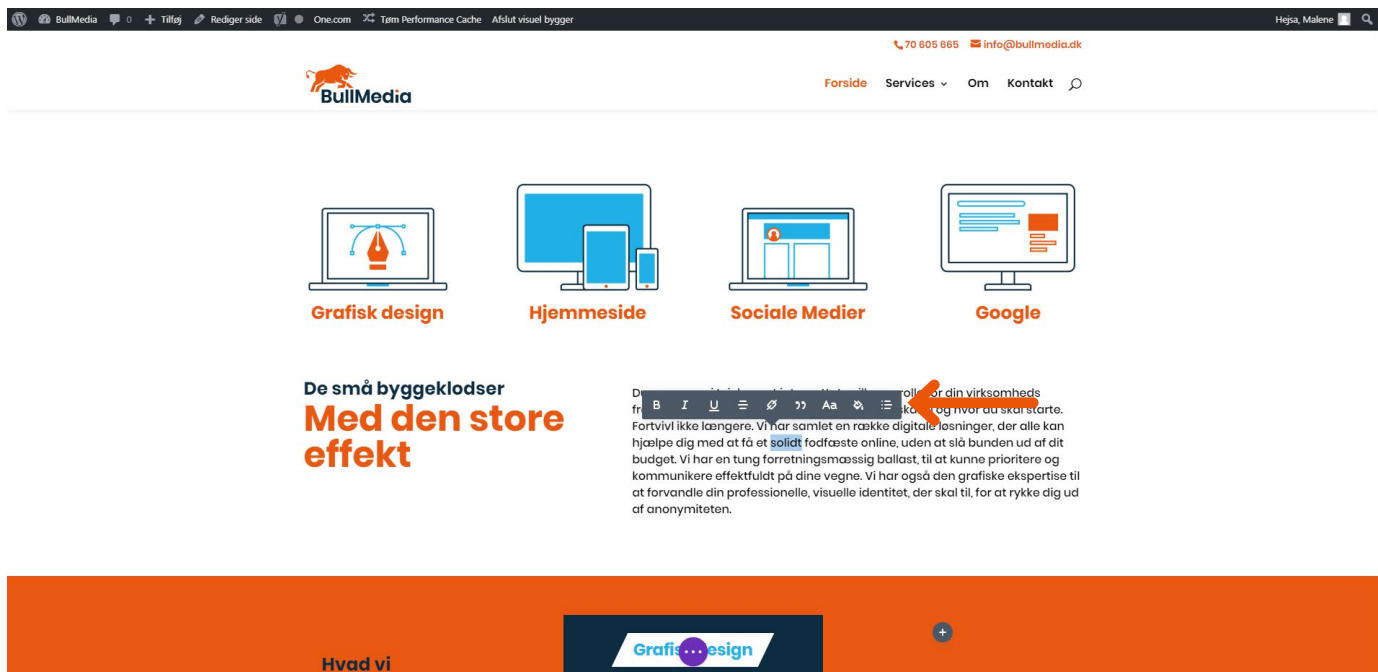 BullMedia 0 Tilføj Rediger side One.com Tøm Performance Cache Afslut visuel bygger Hejsa, Malene
70 605 665 info@bullmedia.dk
BullMedia
Forside Services Om Kontakt
Grafisk design Hjemmeside Sociale Medier Google
De små byggeklodser
Med den store
effekt
for din virksomheds
og hvor du skal starte.
Fortvivl ikke længere. Vi har samlet en række digitale løsninger, der alle kan
hjælpe dig med at få et solidt fodfæste online, uden at slå bunden ud af dit
budget. Vi har en tung forretningsmæssig ballast, til at kunne prioritere og
kommunikere effektfuldt på dine vegne. Vi har også den grafiske ekspertise til
at forvandle din professionelle, visuelle identitet, der skal til, for at rykke dig ud
af anonymiteten.
B I U Aa
Hvad vi